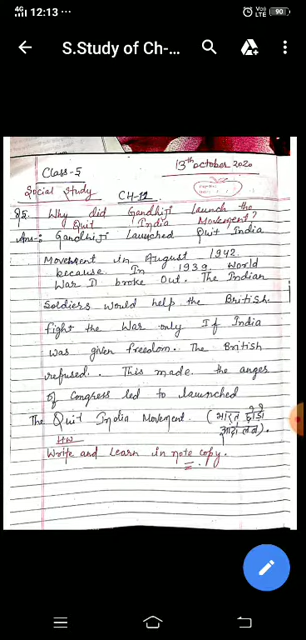 4G 12:13 ···
Vo LTE 90
S.Study of Ch-...
13th october 2020
Class-5
Social Study CH-11
Q5. Why did Gandhiji launch the
Quit India Movement?
Ans-: Gandhiji Launched Quit India
Movement in August 1942
because In 1939 World
War II broke Out. The Indian
Soldiers would help the British
fight the War only If India
was given freedom. The British
refused. This made the anger
of Congress led to launched
The Quit India Movement. (भारत छोड़ो
आंदोलन).
HW
Write and Learn in note copy.